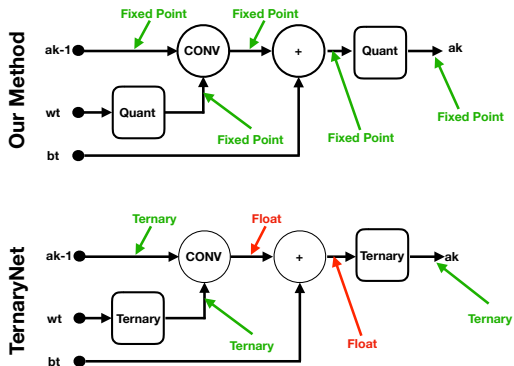 Our Method
Fixed Point
Fixed Point
ak-1
CONV
+
Quant
ak
wt
Quant
Fixed Point
Fixed Point
Fixed Point
bt
TernaryNet
Ternary
Float
ak-1
CONV
+
Ternary
ak
wt
Ternary
Ternary
Float
Ternary
bt